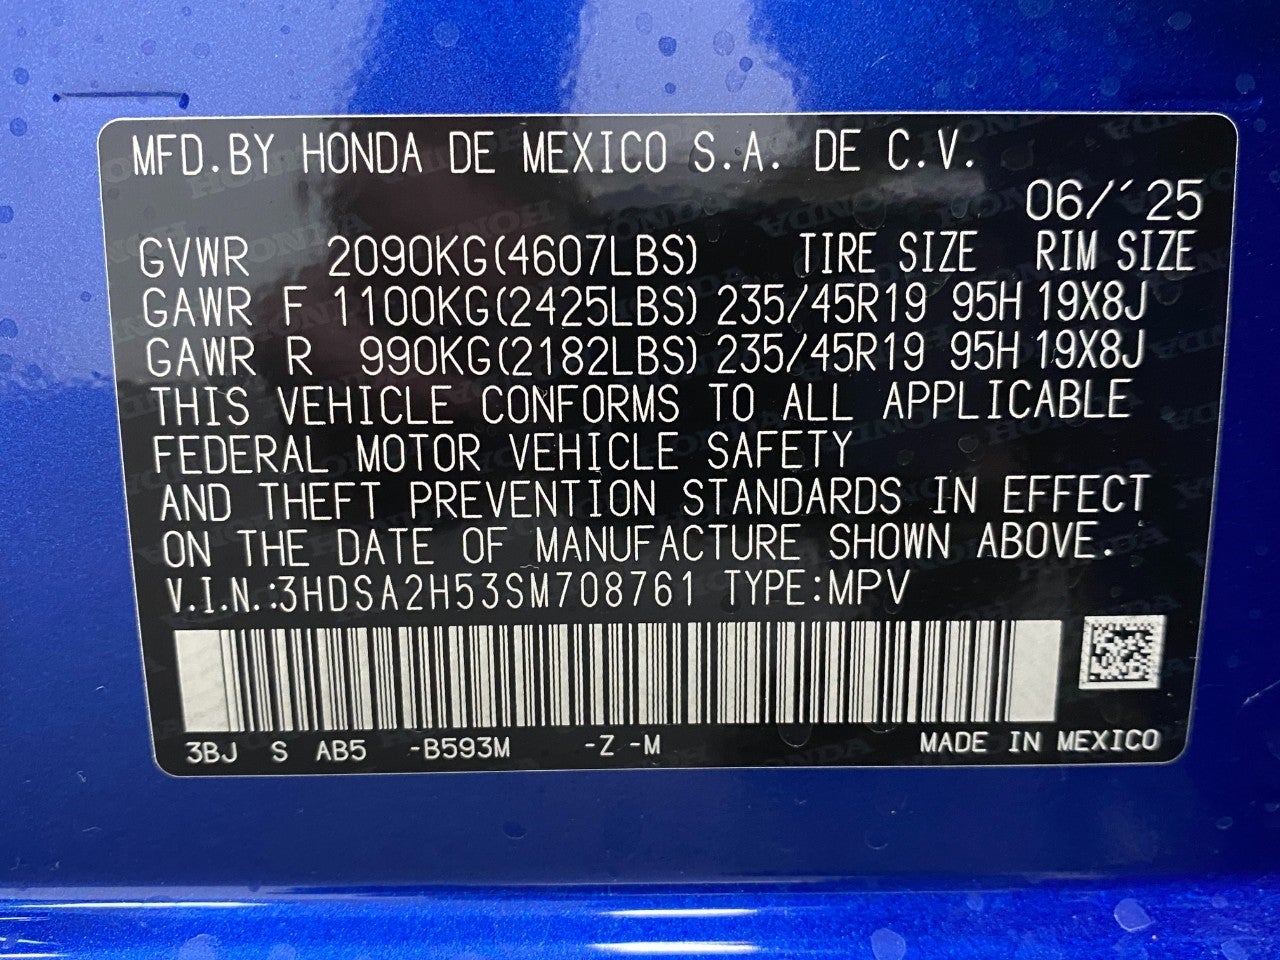 MFD.BY HONDA DE MEXICO S.A. DE C.V.
06/´25
GVWR 2090KG(4607LBS) TIRE SIZE RIM SIZE
GAWR F 1100KG(2425LBS) 235/45R19 95H 19X8J
GAWR R 990KG(2182LBS) 235/45R19 95H 19X8J
THIS VEHICLE CONFORMS TO ALL APPLICABLE
FEDERAL MOTOR VEHICLE SAFETY
AND THEFT PREVENTION STANDARDS IN EFFECT
ON THE DATE OF MANUFACTURE SHOWN ABOVE.
V.I.N.:3HDSA2H53SM708761 TYPE:MPV
3BJ S AB5 -B593M -Z -M MADE IN MEXICO